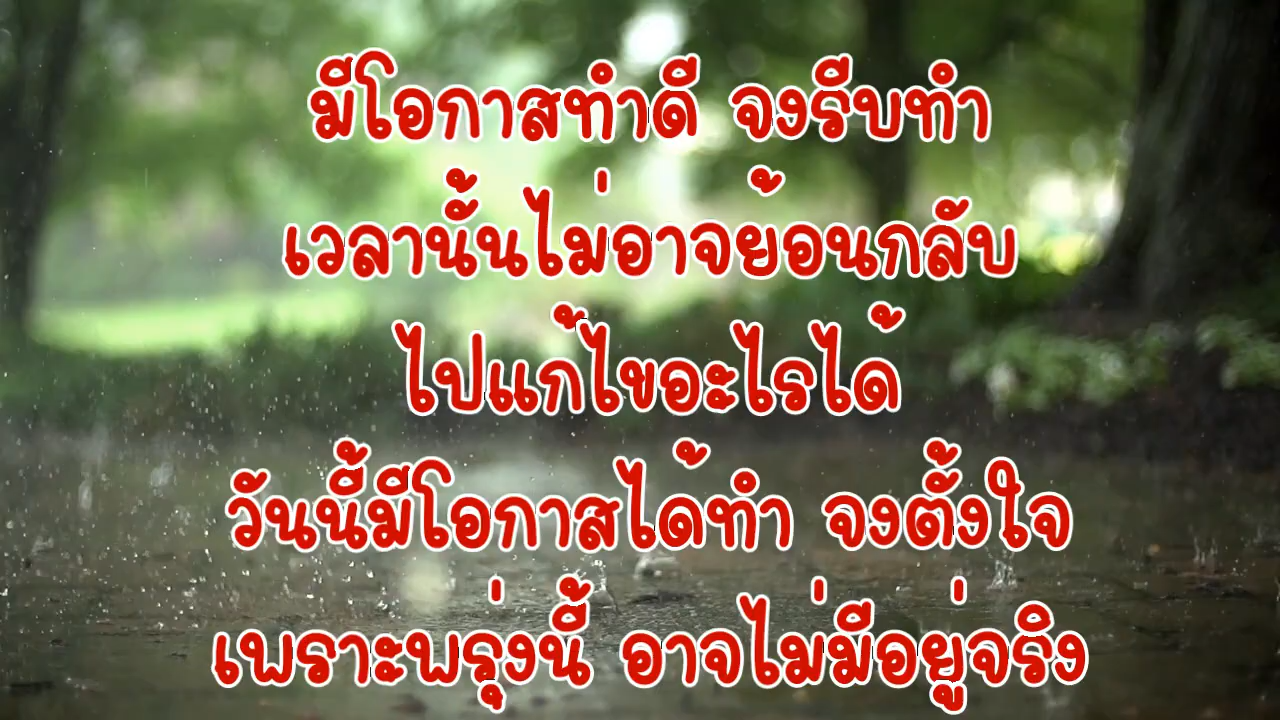 มีโอกาสทำดี จงรีบทำ
เวลานั้นไม่อาจย้อนกลับ
ไปแก้ไขอะไรได้
วันนี้มีโอกาสได้ทำ จงตั้งใจ
เพราะพรุ่งนี้ อาจไม่มีอยู่จริง